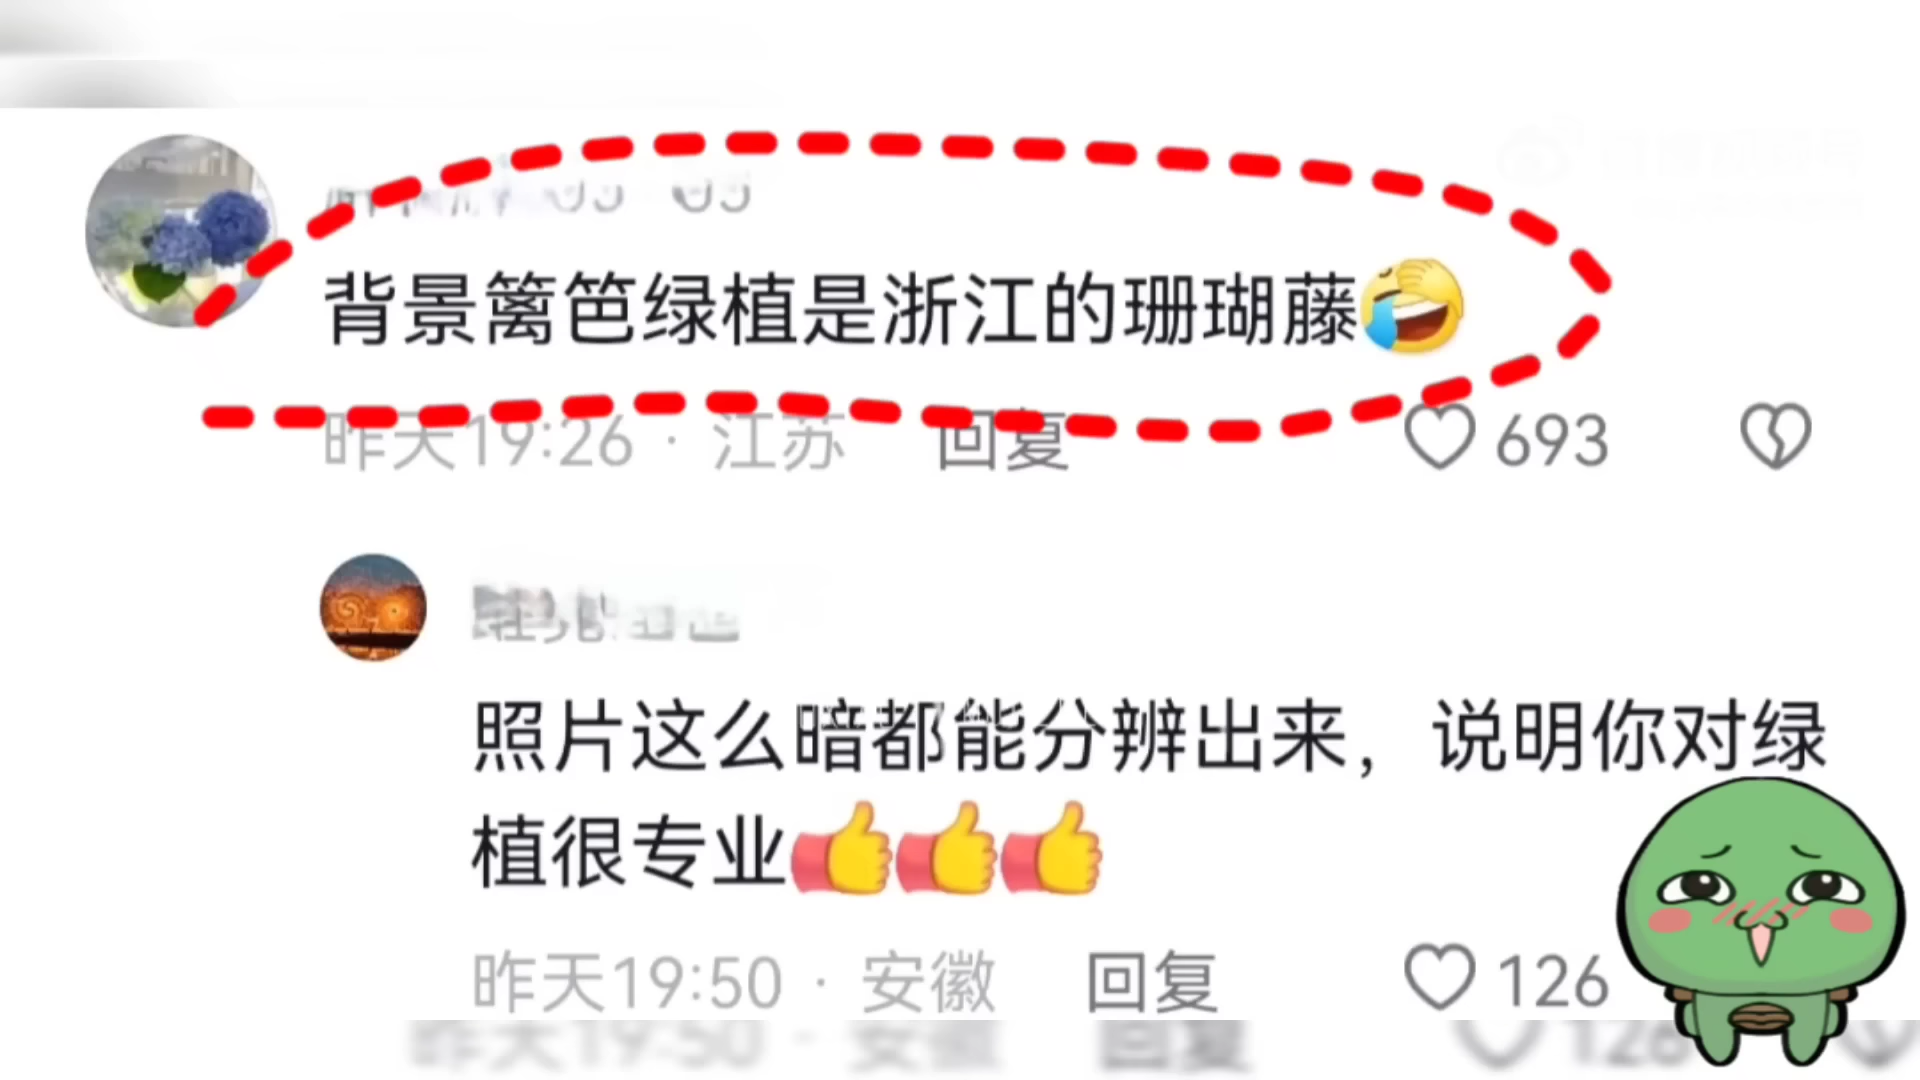 背景篱笆绿植是浙江的珊瑚藤
昨天19:26 · 江苏 回复 693
照片这么暗都能分辨出来，说明你对绿
植很专业
昨天19:50 · 安徽 回复 126